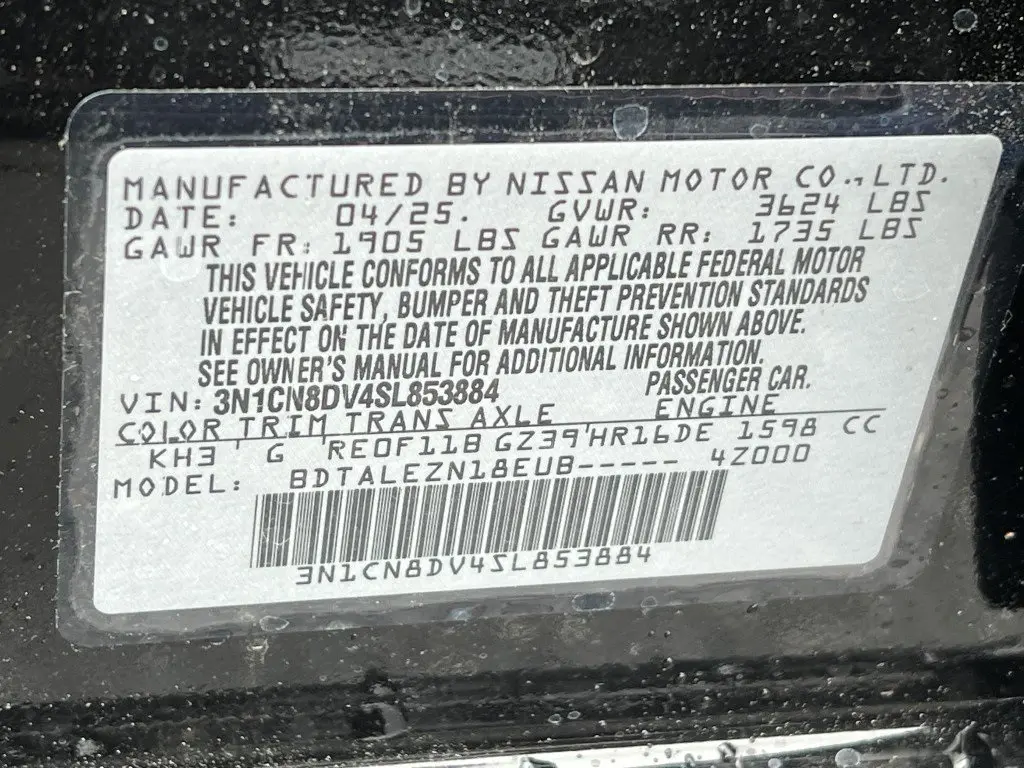 MANUFACTURED BY NISSAN MOTOR CO., LTD.
DATE: 04/25. GVWR: 3624 LBS
GAWR FR: 1905 LBS GAWR RR: 1735 LBS
THIS VEHICLE CONFORMS TO ALL APPLICABLE FEDERAL MOTOR
VEHICLE SAFETY, BUMPER AND THEFT PREVENTION STANDARDS
IN EFFECT ON THE DATE OF MANUFACTURE SHOWN ABOVE.
SEE OWNER'S MANUAL FOR ADDITIONAL INFORMATION.
PASSENGER CAR.
VIN: 3N1CN8DV4SL853884
COLOR TRIM TRANS AXLE ENGINE
KH3 G RE0F11B GZ39 HR16DE 1598 CC
MODEL: BDTALEZN18EUB----- 4Z000
3N1CN8DV4SL853884